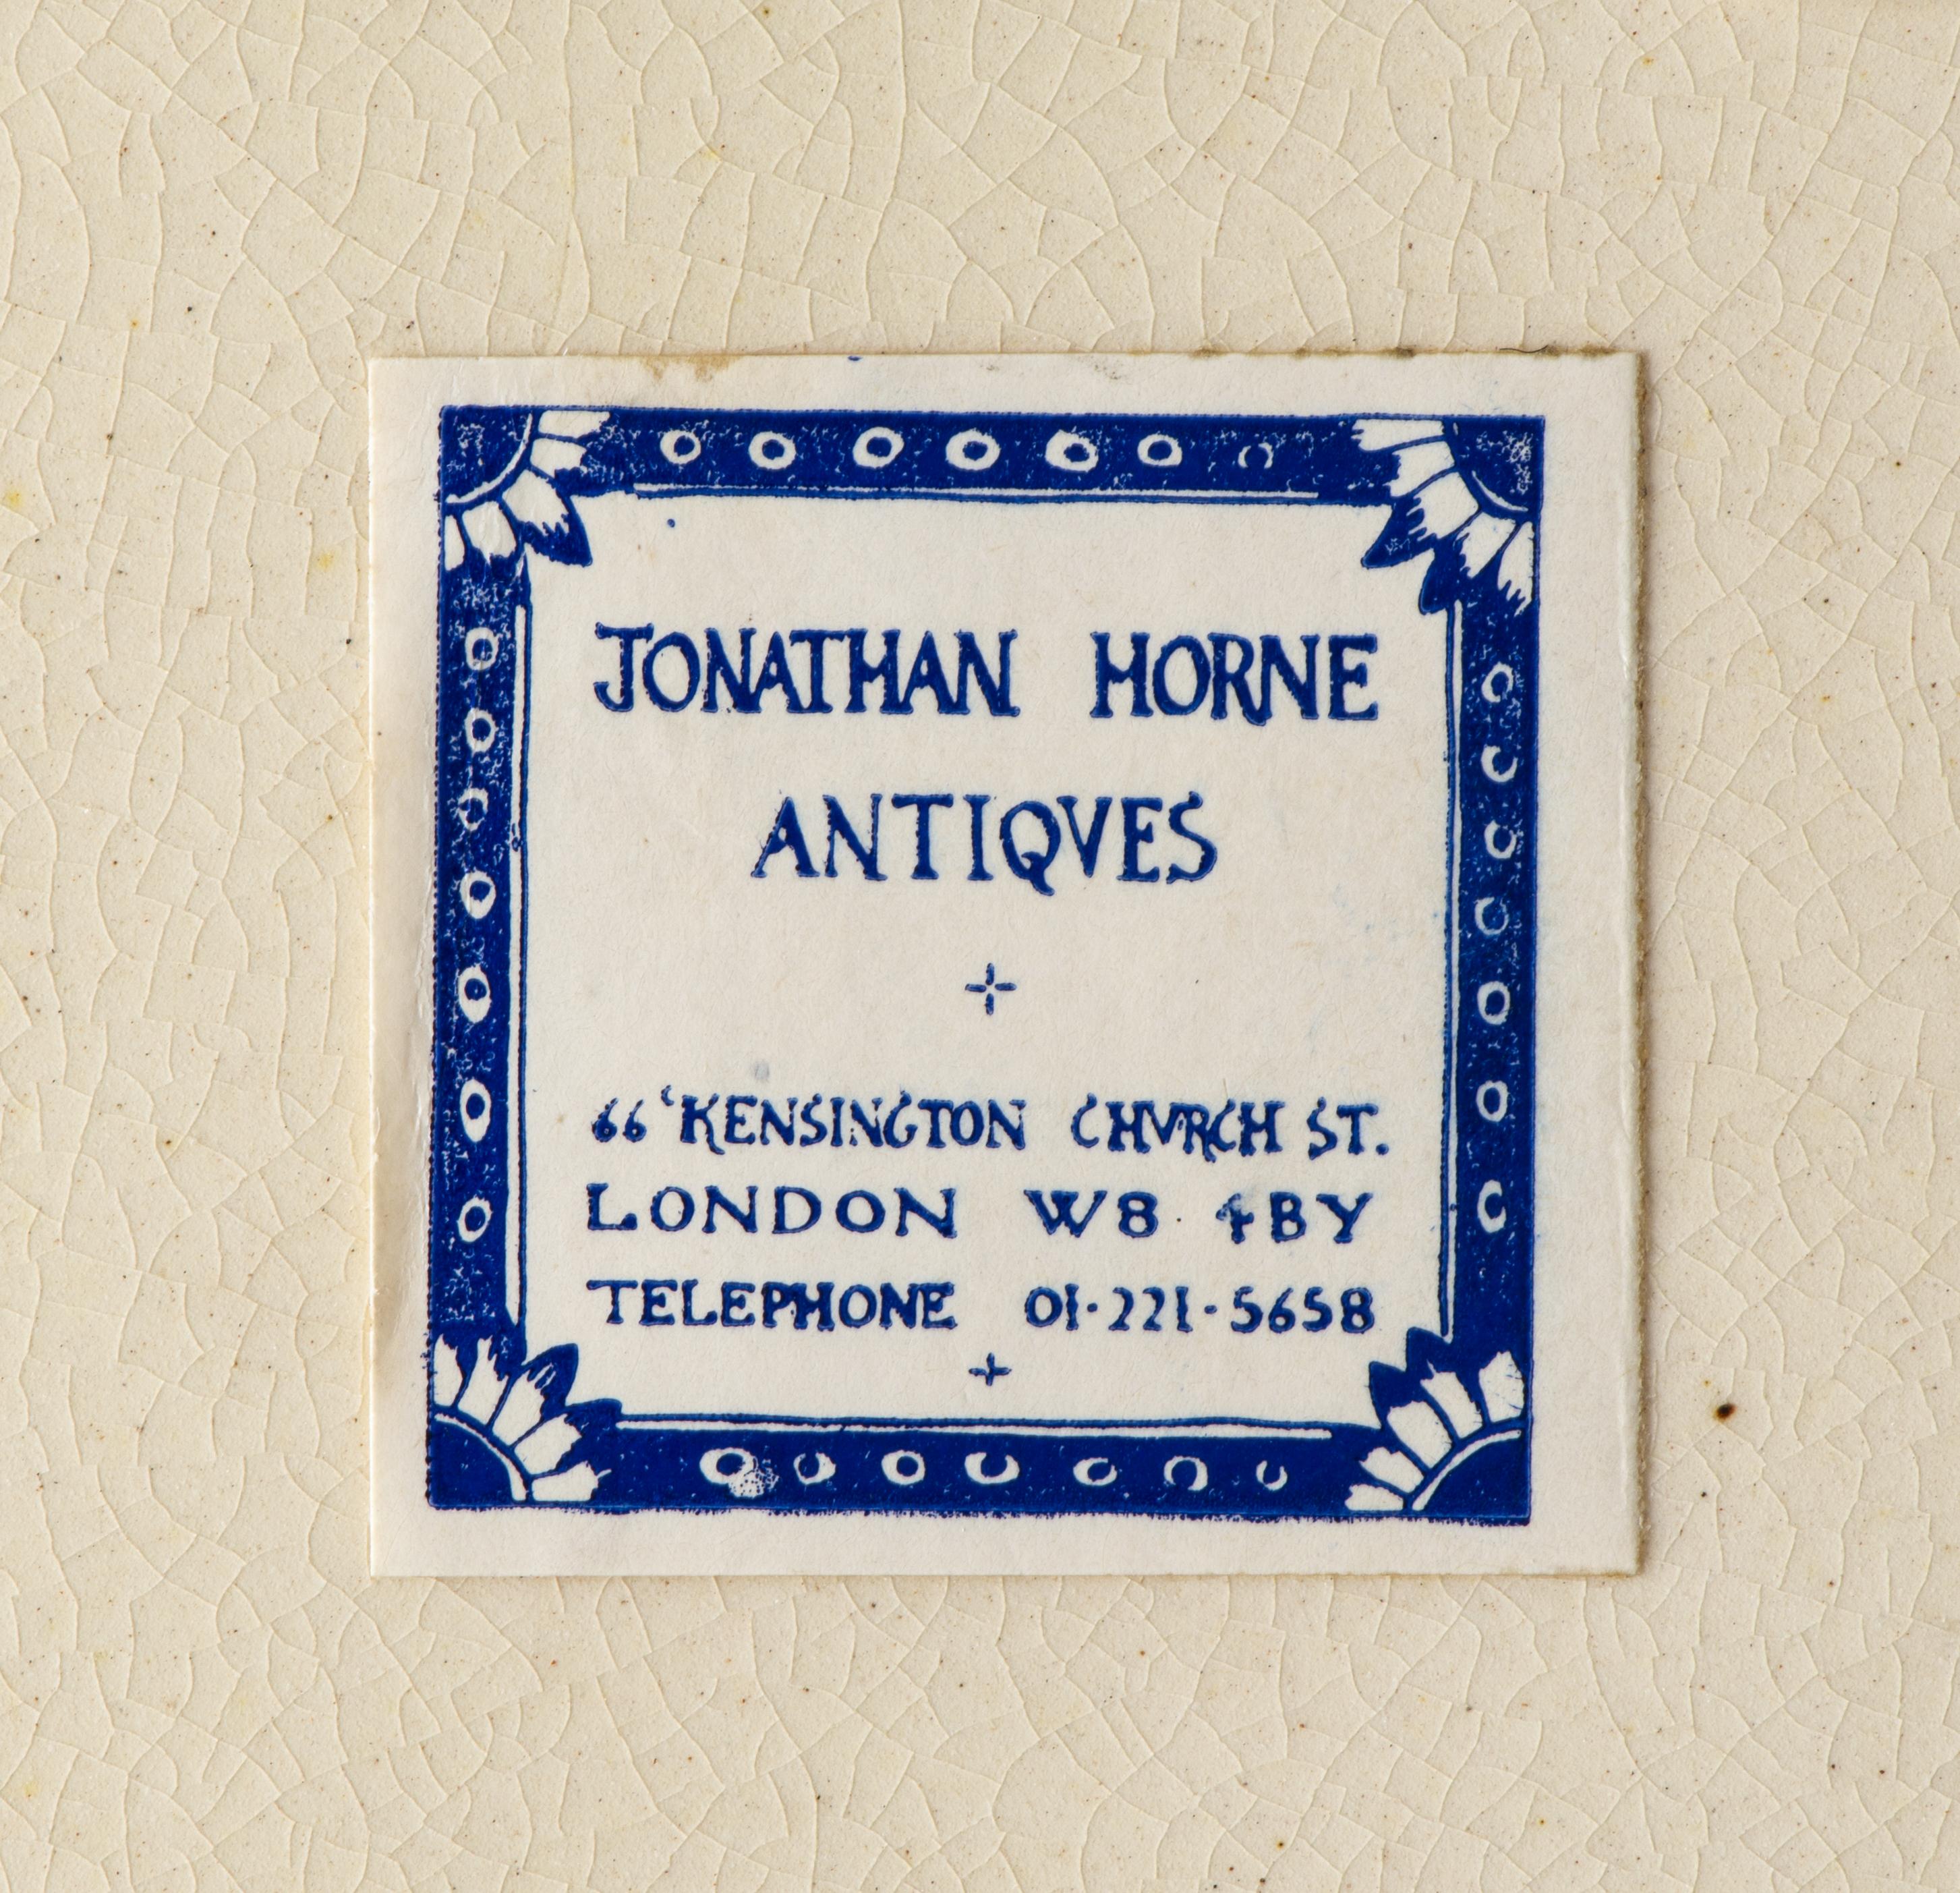 JONATHAN HORNE
ANTIQVES
66 KENSINGTON CHVRCH ST.
LONDON W8 4BY
TELEPHONE 01·221·5658